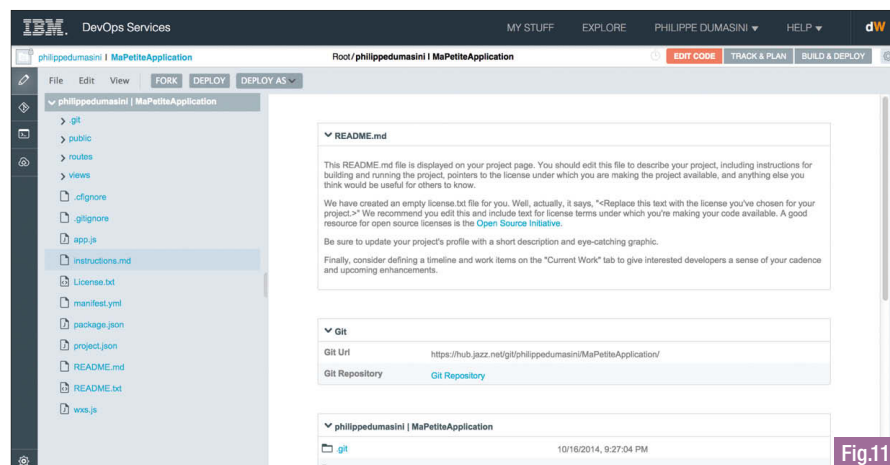 IBM. DevOps Services MY STUFF EXPLORE PHILIPPE DUMASINI HELP dW
philippedumasini | MaPetiteApplication Root/philippedumasini | MaPetiteApplication EDIT CODE TRACK & PLAN BUILD & DEPLOY
File Edit View FORK DEPLOY DEPLOY AS
philippedumasini | MaPetiteApplication
.git
public
routes
views
.cfignore
.gitignore
app.js
instructions.md
License.txt
manifest.yml
package.json
project.json
README.md
README.txt
wxs.js
README.md
This README.md file is displayed on your project page. You should edit this file to describe your project, including instructions for
building and running the project, pointers to the license under which you are making the project available, and anything else you
think would be useful for others to know.
We have created an empty license.txt file for you. Well, actually, it says, "<Replace this text with the license you've chosen for your
project.>" We recommend you edit this and include text for license terms under which you're making your code available. A good
resource for open source licenses is the Open Source Initiative.
Be sure to update your project's profile with a short description and eye-catching graphic.
Finally, consider defining a timeline and work items on the "Current Work" tab to give interested developers a sense of your cadence
and upcoming enhancements.
Git
Git Url https://hub.jazz.net/git/philippedumasini/MaPetiteApplication/
Git Repository Git Repository
philippedumasini | MaPetiteApplication
.git 10/16/2014, 9:27:04 PM
Fig.11